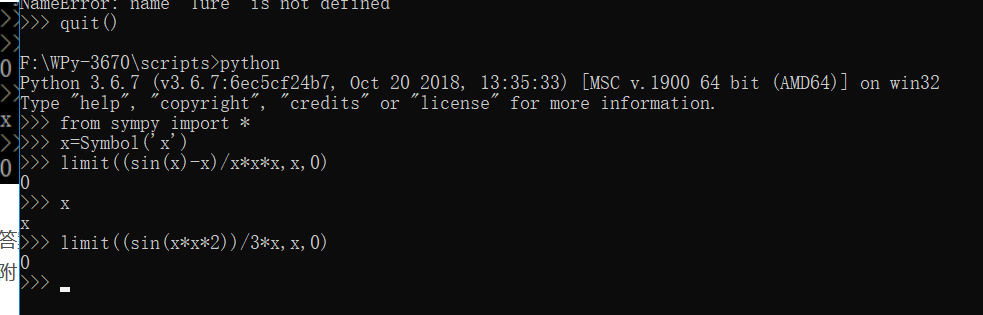 NameError: name 'Ture' is not defined
>>> quit()
F:\WPy-3670\scripts>python
Python 3.6.7 (v3.6.7:6ec5cf24b7, Oct 20 2018, 13:35:33) [MSC v.1900 64 bit (AMD64)] on win32
Type "help", "copyright", "credits" or "license" for more information.
>>> from sympy import *
>>> x=Symbol('x')
>>> limit((sin(x)-x)/x*x*x,x,0)
0
>>> x
x
>>> limit((sin(x*x*2))/3*x,x,0)
0
>>>
>>
>>
0
>>
x
>>
0
答
附